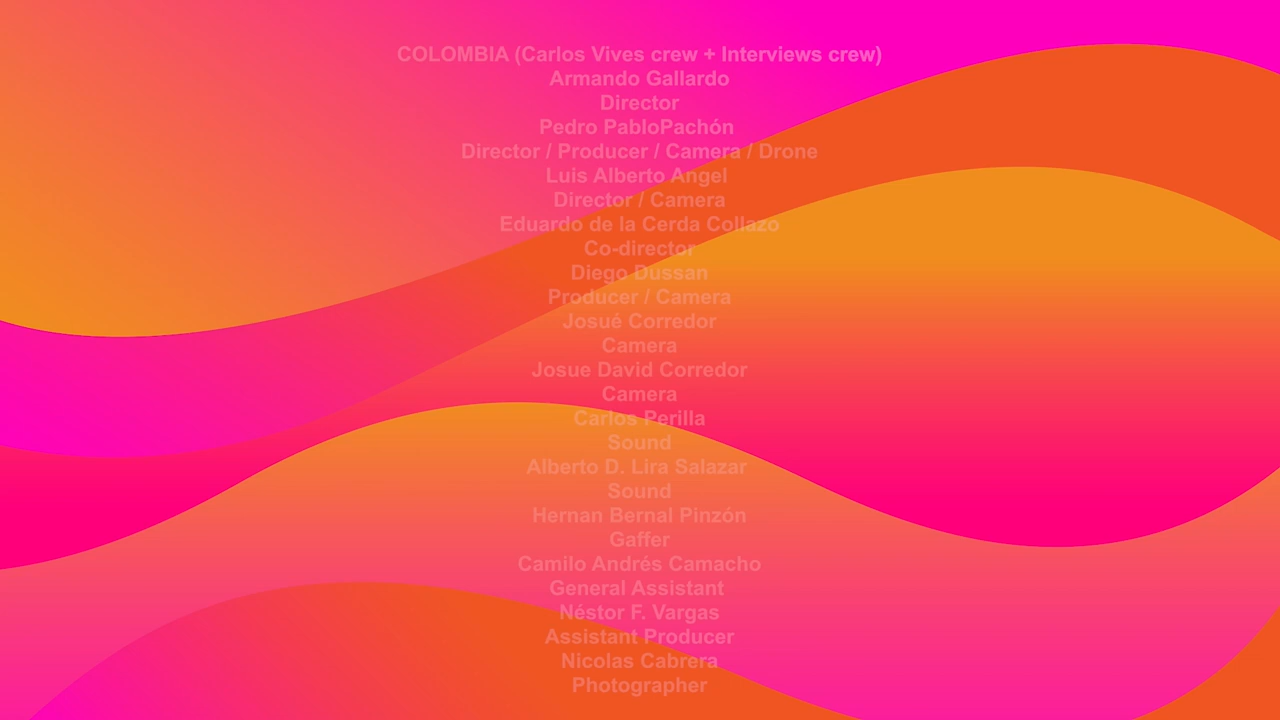 COLOMBIA (Carlos Vives crew + Interviews crew)
Armando Gallardo
Director
Pedro PabloPachón
Director / Producer / Camera / Drone
Luis Alberto Angel
Director / Camera
Eduardo de la Cerda Collazo
Co-director
Diego Dussan
Producer / Camera
Josué Corredor
Camera
Josue David Corredor
Camera
Carlos Perilla
Sound
Alberto D. Lira Salazar
Sound
Hernan Bernal Pinzón
Gaffer
Camilo Andrés Camacho
General Assistant
Néstor F. Vargas
Assistant Producer
Nicolas Cabrera
Photographer